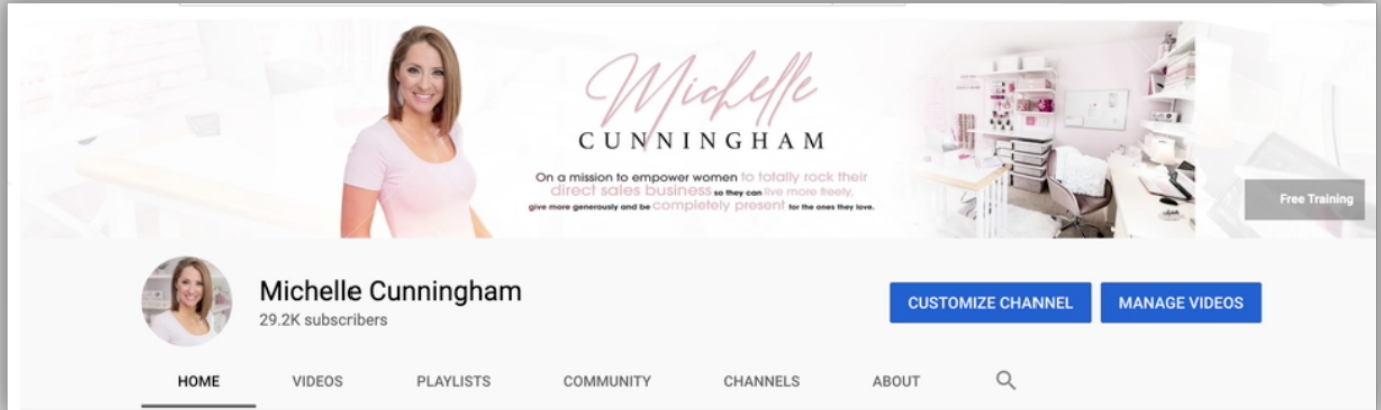 Michelle
CUNNINGHAM
On a mission to empower women to totally rock their
direct sales business so they can live more freely,
give more generously and be completely present for the ones they love.
Free Training
Michelle Cunningham
29.2K subscribers
CUSTOMIZE CHANNEL
MANAGE VIDEOS
HOME VIDEOS PLAYLISTS COMMUNITY CHANNELS ABOUT